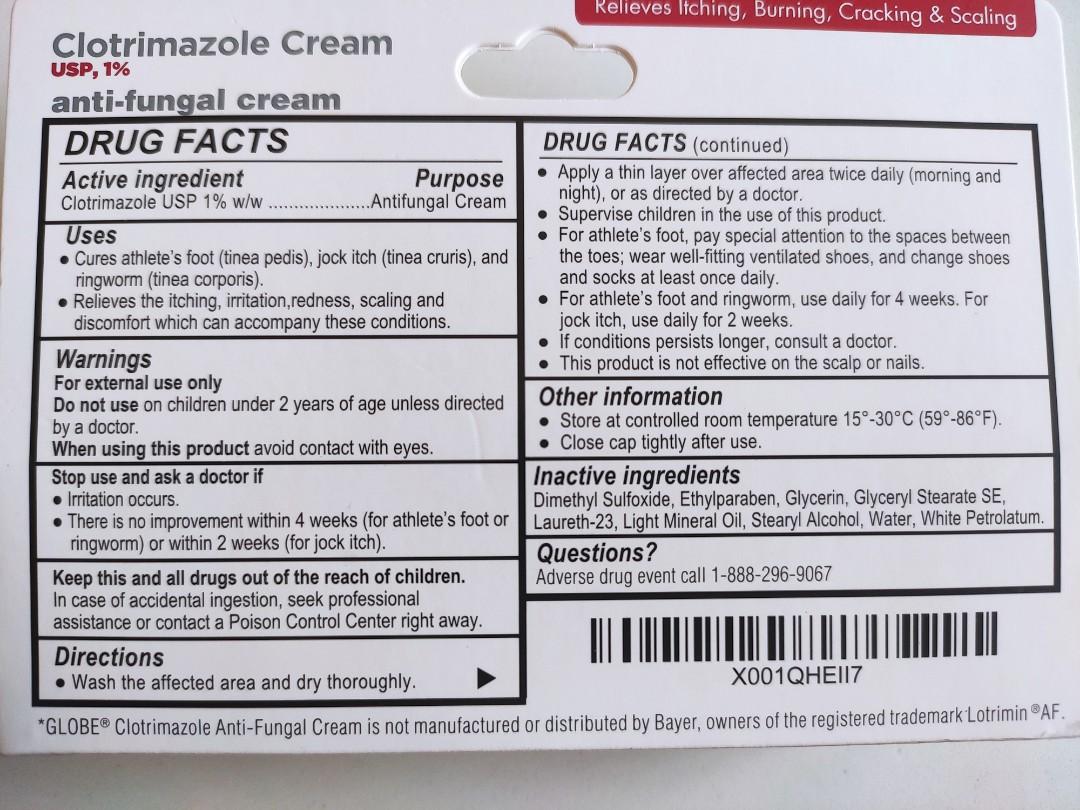 Relieves Itching, Burning, Cracking & Scaling
Clotrimazole Cream
USP, 1%
anti-fungal cream
DRUG FACTS
Active ingredient Purpose
Clotrimazole USP 1% w/w ....................Antifungal Cream
Uses
• Cures athlete's foot (tinea pedis), jock itch (tinea cruris), and
ringworm (tinea corporis).
• Relieves the itching, irritation,redness, scaling and
discomfort which can accompany these conditions.
Warnings
For external use only
Do not use on children under 2 years of age unless directed
by a doctor.
When using this product avoid contact with eyes.
Stop use and ask a doctor if
• Irritation occurs.
• There is no improvement within 4 weeks (for athlete's foot or
ringworm) or within 2 weeks (for jock itch).
Keep this and all drugs out of the reach of children.
In case of accidental ingestion, seek professional
assistance or contact a Poison Control Center right away.
Directions
• Wash the affected area and dry thoroughly.
DRUG FACTS (continued)
• Apply a thin layer over affected area twice daily (morning and
night), or as directed by a doctor.
• Supervise children in the use of this product.
• For athlete's foot, pay special attention to the spaces between
the toes; wear well-fitting ventilated shoes, and change shoes
and socks at least once daily.
• For athlete's foot and ringworm, use daily for 4 weeks. For
jock itch, use daily for 2 weeks.
• If conditions persists longer, consult a doctor.
• This product is not effective on the scalp or nails.
Other information
• Store at controlled room temperature 15°-30°C (59°-86°F).
• Close cap tightly after use.
Inactive ingredients
Dimethyl Sulfoxide, Ethylparaben, Glycerin, Glyceryl Stearate SE,
Laureth-23, Light Mineral Oil, Stearyl Alcohol, Water, White Petrolatum.
Questions?
Adverse drug event call 1-888-296-9067
X001QHEII7
*GLOBE® Clotrimazole Anti-Fungal Cream is not manufactured or distributed by Bayer, owners of the registered trademark Lotrimin ®AF.